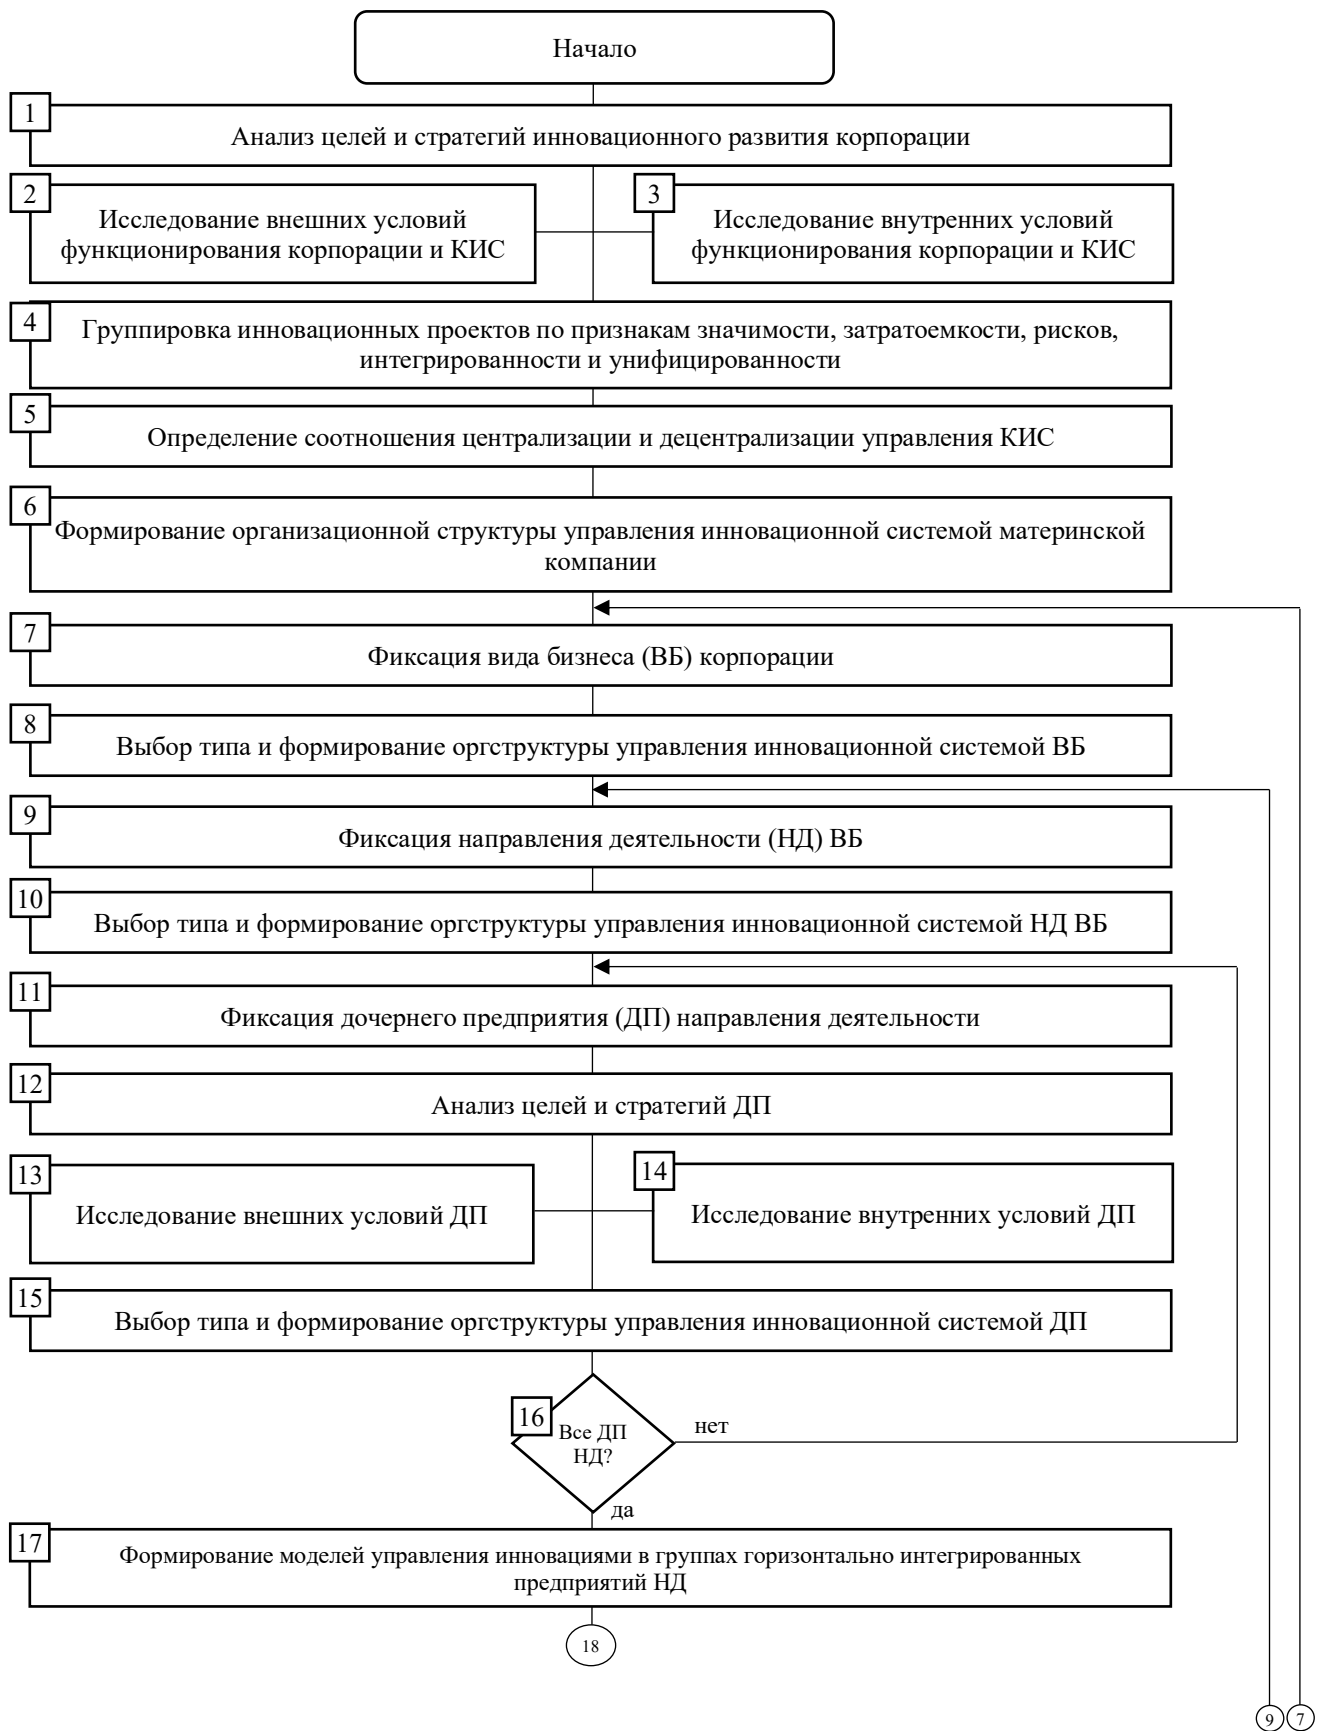 Начало
1
Анализ целей и стратегий инновационного развития корпорации
2
Исследование внешних условий
функционирования корпорации и КИС
3
Исследование внутренних условий
функционирования корпорации и КИС
4
Группировка инновационных проектов по признакам значимости, затратоемкости, рисков,
интегрированности и унифицированности
5
Определение соотношения централизации и децентрализации управления КИС
6
Формирование организационной структуры управления инновационной системой материнской
компании
7
Фиксация вида бизнеса (ВБ) корпорации
8
Выбор типа и формирование оргструктуры управления инновационной системой ВБ
9
Фиксация направления деятельности (НД) ВБ
10
Выбор типа и формирование оргструктуры управления инновационной системой НД ВБ
11
Фиксация дочернего предприятия (ДП) направления деятельности
12
Анализ целей и стратегий ДП
13
Исследование внешних условий ДП
14
Исследование внутренних условий ДП
15
Выбор типа и формирование оргструктуры управления инновационной системой ДП
16
Все ДП
НД?
нет
да
17
Формирование моделей управления инновациями в группах горизонтально интегрированных
предприятий НД
18
9
7